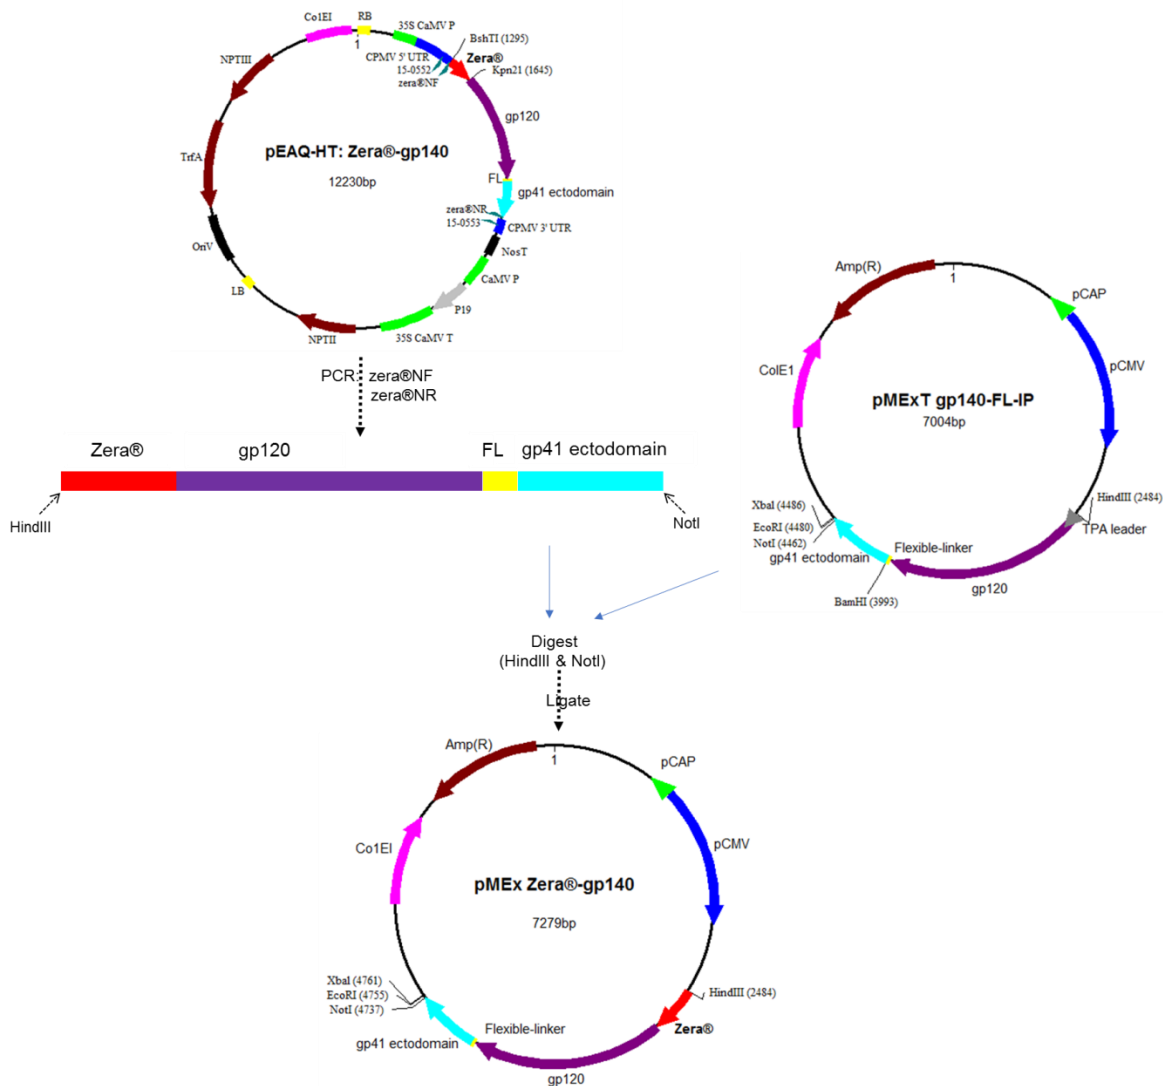 Co1EI
RB
1
35S CaMV P
BshTI (1295)
CPMV 5' UTR
Zera®
15-0552
zera®NF
Kpn21 (1645)
NPTIII
gp120
pEAQ-HT: Zera®-gp140
12230bp
TrfA
FL
gp41 ectodomain
zera®NR
15-0553
CPMV 3' UTR
OriV
NosT
CaMV P
LB
P19
NPTII
35S CaMV T
PCR: zera®NF
zera®NR
Zera®
gp120
FL
gp41 ectodomain
HindIII
NotI
Amp(R)
1
pCAP
ColE1
pCMV
pMExT gp140-FL-IP
7004bp
XbaI (4486)
HindIII (2484)
EcoRI (4480)
TPA leader
NotI (4462)
gp41 ectodomain
Flexible-linker
gp120
BamHI (3993)
Digest
(HindIII & NotI)
Ligate
Amp(R)
1
pCAP
Co1EI
pCMV
pMEx Zera®-gp140
7279bp
XbaI (4761)
EcoRI (4755)
NotI (4737)
HindIII (2484)
Zera®
Flexible-linker
gp41 ectodomain
gp120